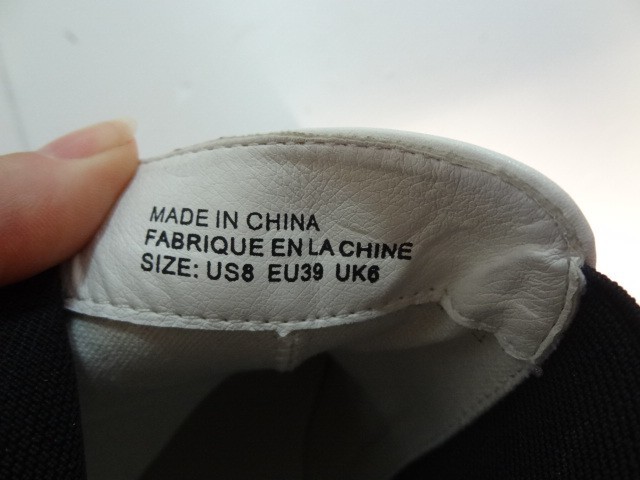 MADE IN CHINA
FABRIQUE EN LA CHINE
SIZE: US8 EU39 UK6